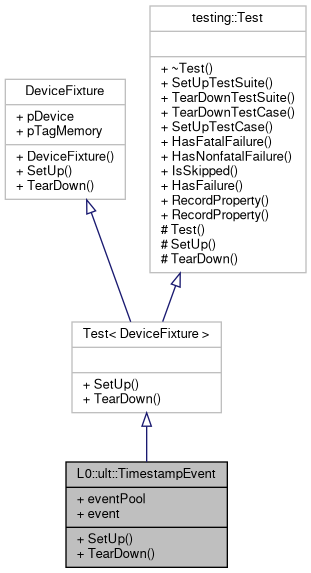 testing::Test
+ ~Test()
+ SetUpTestSuite()
+ TearDownTestSuite()
+ TearDownTestCase()
+ SetUpTestCase()
+ HasFatalFailure()
+ HasNonfatalFailure()
+ IsSkipped()
+ HasFailure()
+ RecordProperty()
+ RecordProperty()
# Test()
# SetUp()
# TearDown()
DeviceFixture
+ pDevice
+ pTagMemory
+ DeviceFixture()
+ SetUp()
+ TearDown()
Test< DeviceFixture >
+ SetUp()
+ TearDown()
L0::ult::TimestampEvent
+ eventPool
+ event
+ SetUp()
+ TearDown()